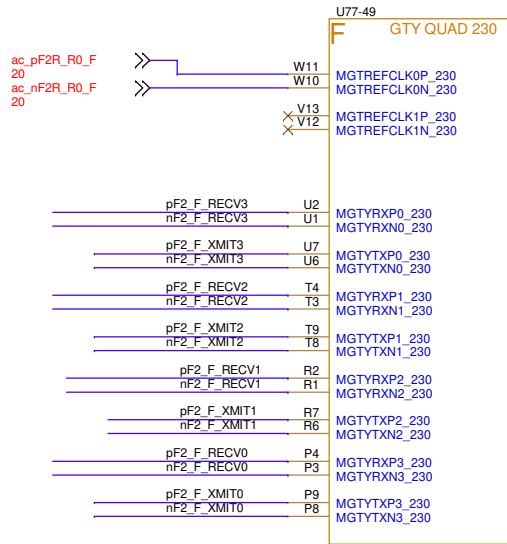 U77-49
F GTY QUAD 230
ac_pF2R_R0_F
20
W11 MGTREFCLK0P_230
ac_nF2R_R0_F
20
W10 MGTREFCLK0N_230
V13 MGTREFCLK1P_230
V12 MGTREFCLK1N_230
pF2_F_RECV3 U2 MGTYRXP0_230
nF2_F_RECV3 U1 MGTYRXN0_230
pF2_F_XMIT3 U7 MGTYTXP0_230
nF2_F_XMIT3 U6 MGTYTXN0_230
pF2_F_RECV2 T4 MGTYRXP1_230
nF2_F_RECV2 T3 MGTYRXN1_230
pF2_F_XMIT2 T9 MGTYTXP1_230
nF2_F_XMIT2 T8 MGTYTXN1_230
pF2_F_RECV1 R2 MGTYRXP2_230
nF2_F_RECV1 R1 MGTYRXN2_230
pF2_F_XMIT1 R7 MGTYTXP2_230
nF2_F_XMIT1 R6 MGTYTXN2_230
pF2_F_RECV0 P4 MGTYRXP3_230
nF2_F_RECV0 P3 MGTYRXN3_230
pF2_F_XMIT0 P9 MGTYTXP3_230
nF2_F_XMIT0 P8 MGTYTXN3_230